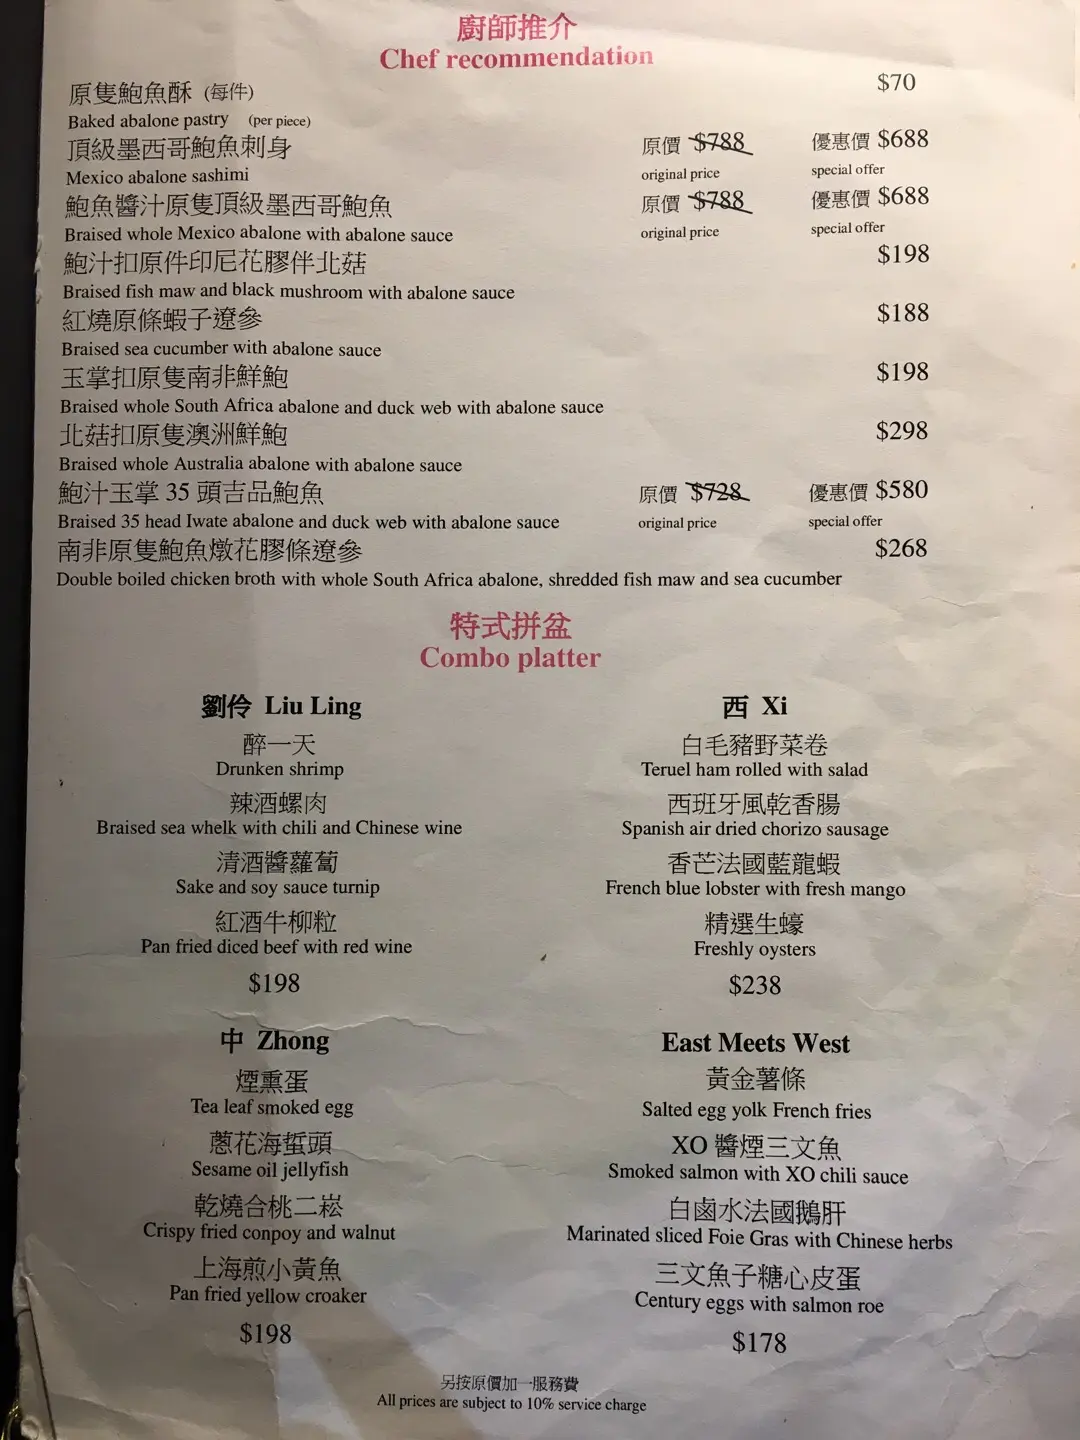 廚師推介
Chef recommendation
原隻鮑魚酥 (每件) $70
Baked abalone pastry (per piece)
頂級墨西哥鮑魚刺身 原價 $788 優惠價 $688
Mexico abalone sashimi original price special offer
鮑魚醬汁原隻頂級墨西哥鮑魚 原價 $788 優惠價 $688
Braised whole Mexico abalone with abalone sauce original price special offer
鮑汁扣原件印尼花膠伴北菇 $198
Braised fish maw and black mushroom with abalone sauce
紅燒原條蝦子遼參 $188
Braised sea cucumber with abalone sauce
玉掌扣原隻南非鮮鮑 $198
Braised whole South Africa abalone and duck web with abalone sauce
北菇扣原隻澳洲鮮鮑 $298
Braised whole Australia abalone with abalone sauce
鮑汁玉掌 35 頭吉品鮑魚 原價 $728 優惠價 $580
Braised 35 head Iwate abalone and duck web with abalone sauce original price special offer
南非原隻鮑魚燉花膠條遼參 $268
Double boiled chicken broth with whole South Africa abalone, shredded fish maw and sea cucumber
特式拼盆
Combo platter
劉伶 Liu Ling
醉一天
Drunken shrimp
辣酒螺肉
Braised sea whelk with chili and Chinese wine
清酒醬蘿蔔
Sake and soy sauce turnip
紅酒牛柳粒
Pan fried diced beef with red wine
$198
西 Xi
白毛豬野菜卷
Teruel ham rolled with salad
西班牙風乾香腸
Spanish air dried chorizo sausage
香芒法國藍龍蝦
French blue lobster with fresh mango
精選生蠔
Freshly oysters
$238
中 Zhong
煙熏蛋
Tea leaf smoked egg
蔥花海蜇頭
Sesame oil jellyfish
乾燒合桃二崧
Crispy fried conpoy and walnut
上海煎小黃魚
Pan fried yellow croaker
$198
East Meets West
黃金薯條
Salted egg yolk French fries
XO 醬煙三文魚
Smoked salmon with XO chili sauce
白鹵水法國鵝肝
Marinated sliced Foie Gras with Chinese herbs
三文魚子糖心皮蛋
Century eggs with salmon roe
$178
另按原價加一服務費
All prices are subject to 10% service charge